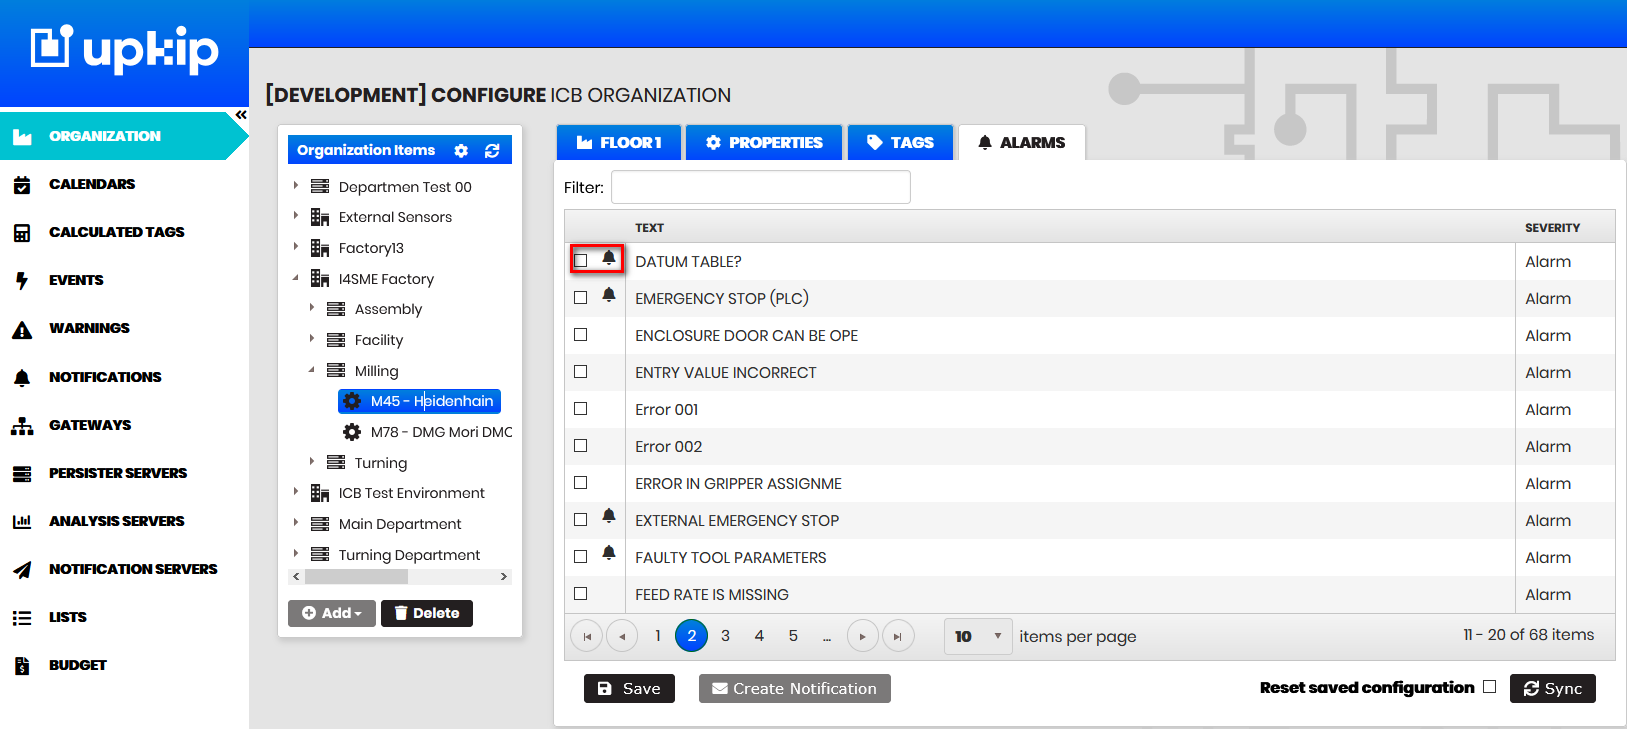 upkip
«
ORGANIZATION
CALENDARS
CALCULATED TAGS
EVENTS
WARNINGS
NOTIFICATIONS
GATEWAYS
PERSISTER SERVERS
ANALYSIS SERVERS
NOTIFICATION SERVERS
LISTS
BUDGET
[DEVELOPMENT] CONFIGURE ICB ORGANIZATION
Organization Items
Departmen Test 00
External Sensors
Factory13
I4SME Factory
Assembly
Facility
Milling
M45 - Heidenhain
M78 - DMG Mori DMC
Turning
ICB Test Environment
Main Department
Turning Department
Add
Delete
FLOOR 1 PROPERTIES TAGS ALARMS
Filter:
TEXT SEVERITY
DATUM TABLE? Alarm
EMERGENCY STOP (PLC) Alarm
ENCLOSURE DOOR CAN BE OPE Alarm
ENTRY VALUE INCORRECT Alarm
Error 001 Alarm
Error 002 Alarm
ERROR IN GRIPPER ASSIGNME Alarm
EXTERNAL EMERGENCY STOP Alarm
FAULTY TOOL PARAMETERS Alarm
FEED RATE IS MISSING Alarm
1 2 3 4 5 ... 10 items per page 11 - 20 of 68 items
Save Create Notification Reset saved configuration Sync